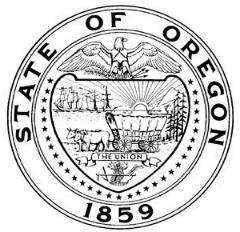 STATE OF OREGON
THE UNION
1859